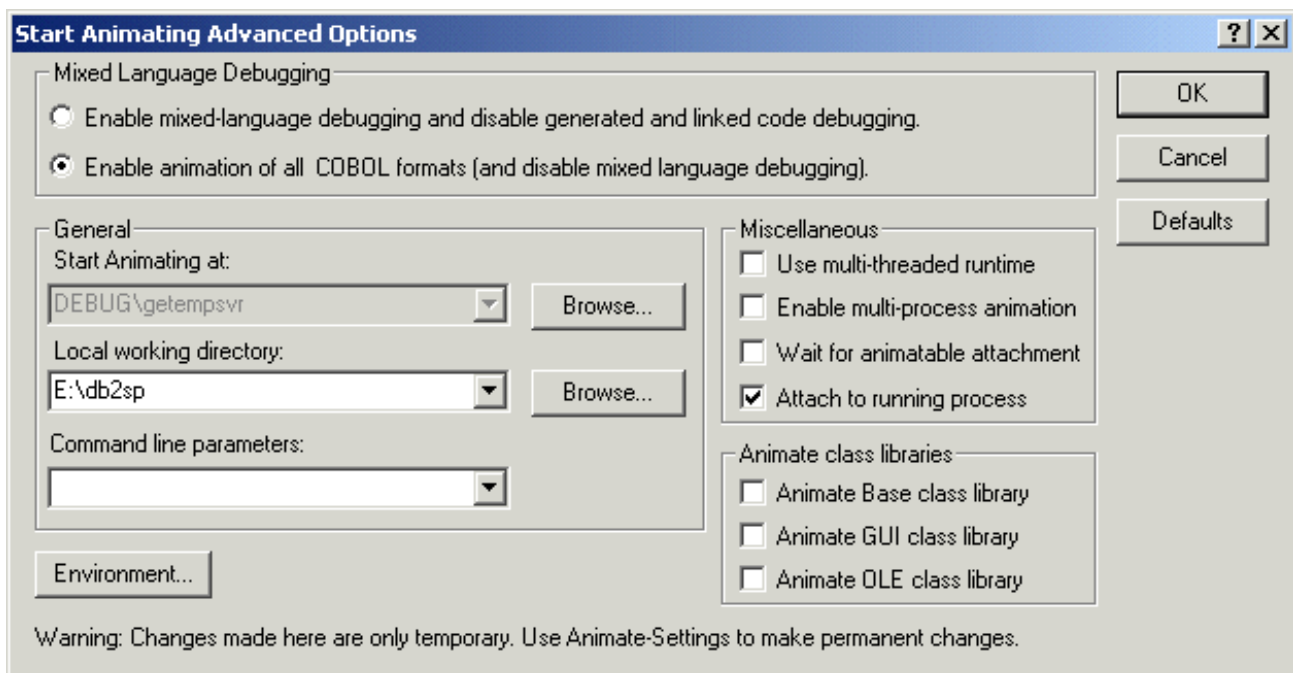 Start Animating Advanced Options
Mixed Language Debugging
Enable mixed-language debugging and disable generated and linked code debugging.
Enable animation of all COBOL formats (and disable mixed language debugging).
OK
Cancel
Defaults
General
Start Animating at:
DEBUG\getempsvr
Browse...
Local working directory:
E:\db2sp
Browse...
Command line parameters:
Miscellaneous
Use multi-threaded runtime
Enable multi-process animation
Wait for animatable attachment
Attach to running process
Animate class libraries
Animate Base class library
Animate GUI class library
Animate OLE class library
Environment...
Warning: Changes made here are only temporary. Use Animate-Settings to make permanent changes.